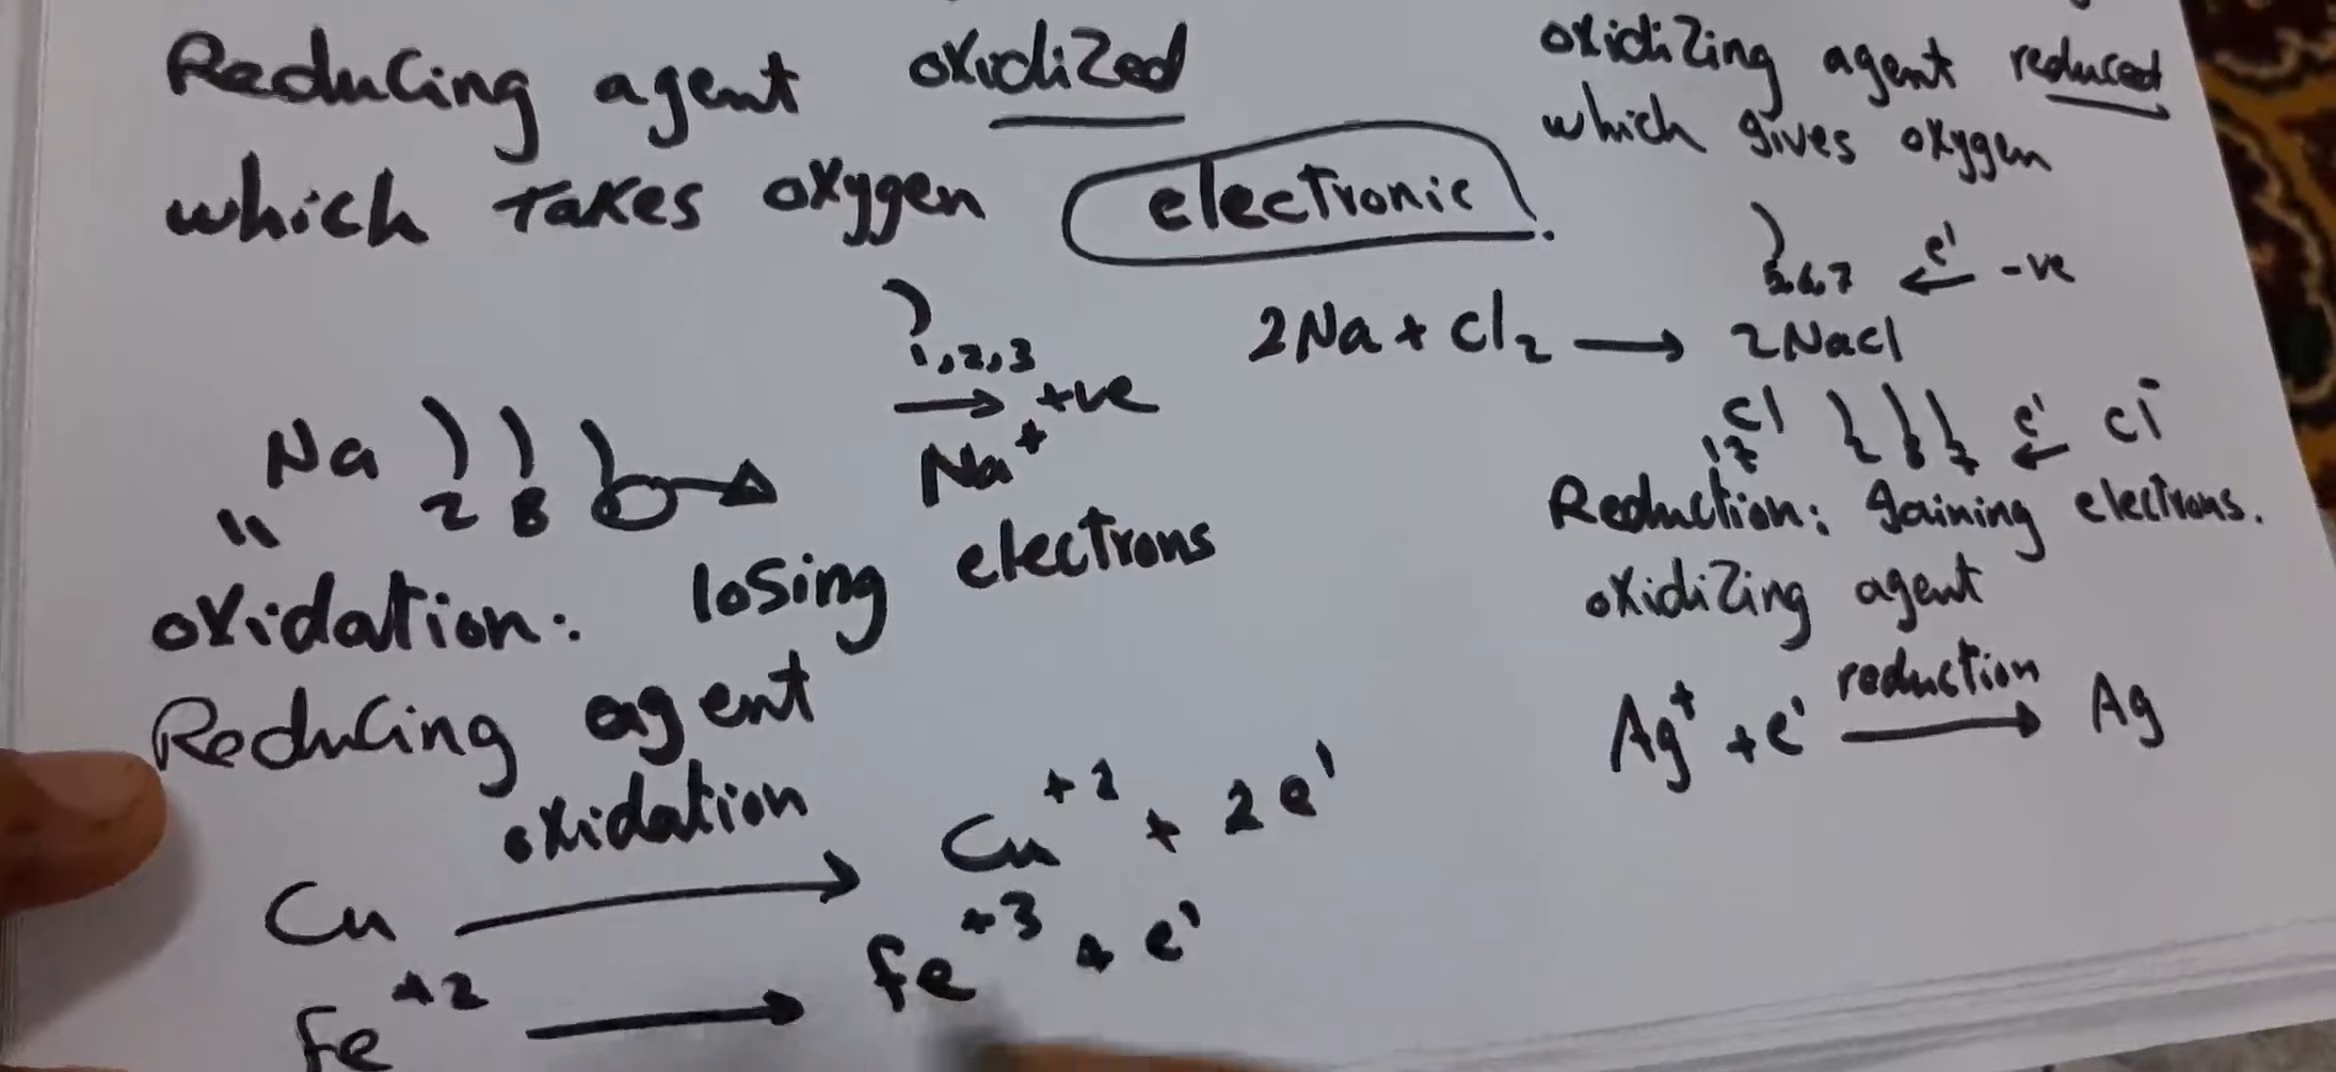 Reducing agent oxidized
which takes oxygen
electronic
1,2,3
→ +ve
Na 2 8
11
Na⁺
oxidation: losing electrons
Reducing agent
oxidation
Cu → Cu⁺² + 2e'
Fe⁺² → Fe⁺³ + e'
oxidizing agent reduced
which gives oxygen
5,6,7 ← e' -ve
2Na + Cl₂ → 2NaCl
Cl 2 8 7 ← e' Cl⁻
17
Reduction: gaining electrons.
oxidizing agent
reduction
Ag⁺ + e' → Ag